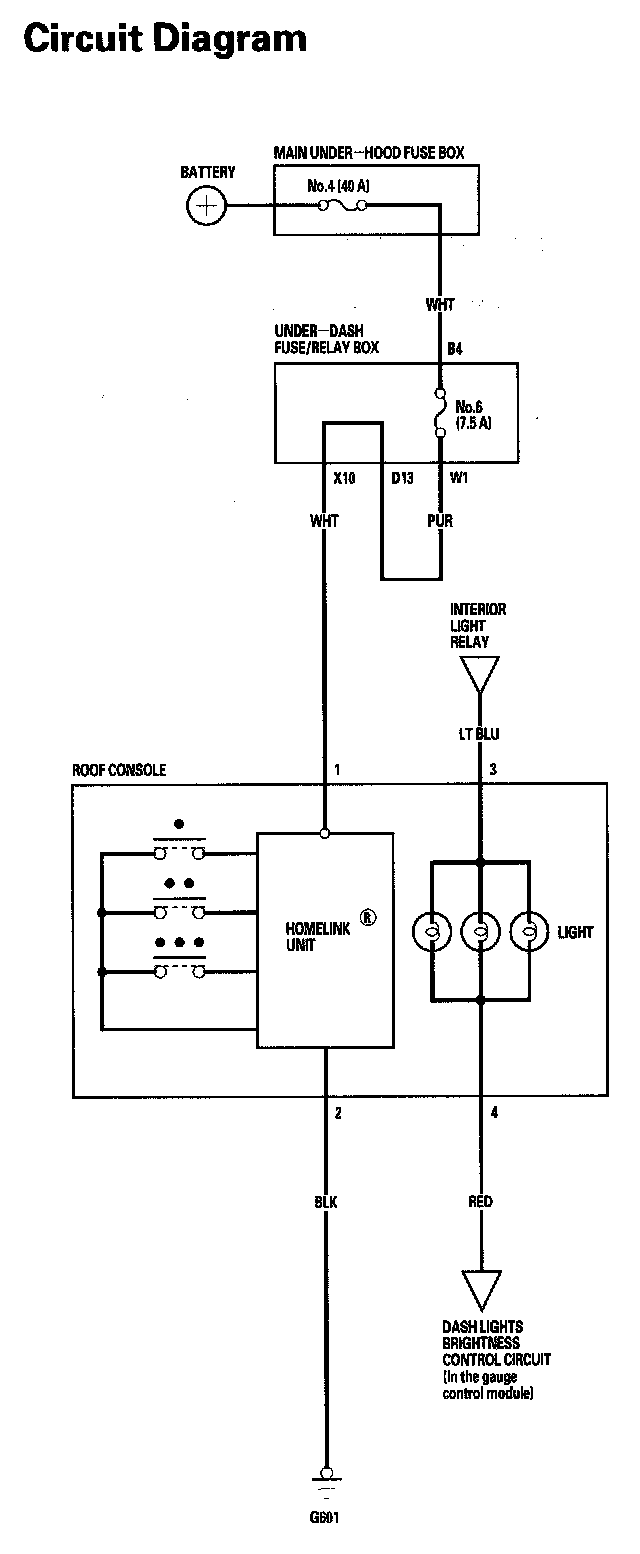 Circuit Diagram
MAIN UNDER-HOOD FUSE BOX
BATTERY
No.4 (40 A)
WHT
UNDER-DASH
FUSE/RELAY BOX
B4
No.6
(7.5 A)
X10
D13
W1
WHT
PUR
INTERIOR
LIGHT
RELAY
LT BLU
ROOF CONSOLE
1
3
HOMELINK ®
UNIT
LIGHT
2
4
BLK
RED
DASH LIGHTS
BRIGHTNESS
CONTROL CIRCUIT
(In the gauge
control module)
G601